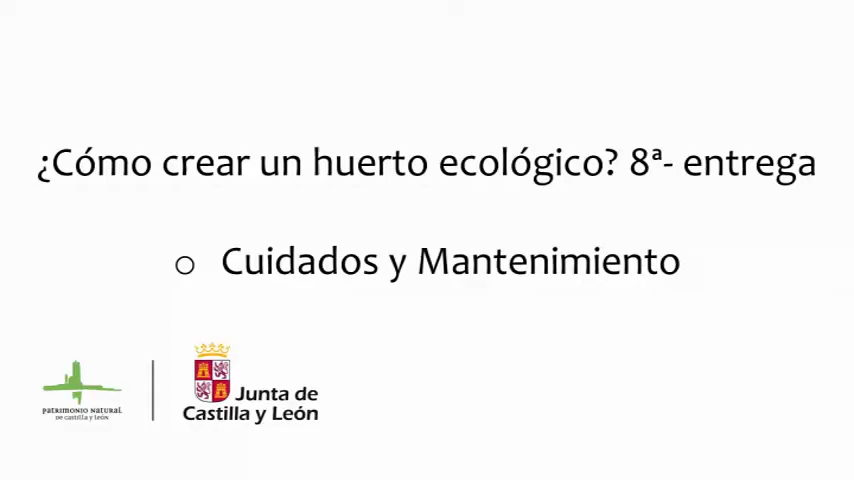 ¿Cómo crear un huerto ecológico? 8ª- entrega
o Cuidados y Mantenimiento
PATRIMONIO NATURAL
DE CASTILLA Y LEÓN
Junta de
Castilla y León